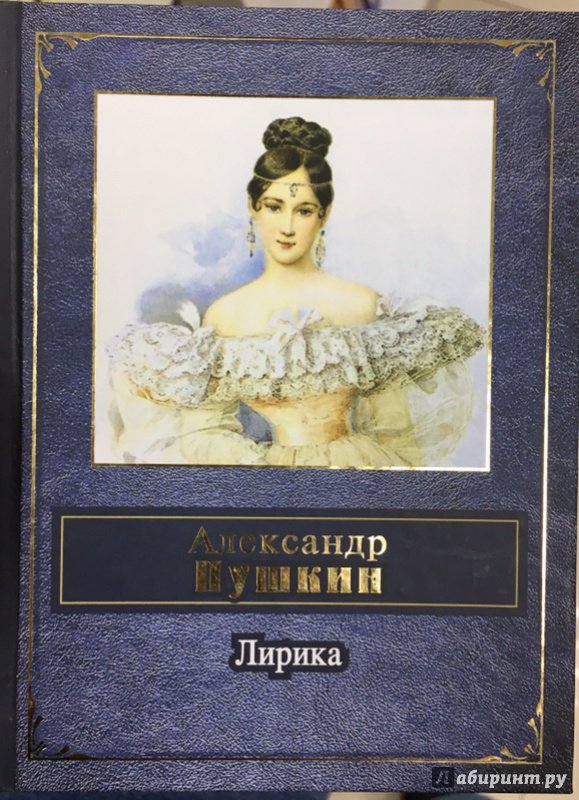 Александр
Пушкин
Лирика
Лабиринт.ру